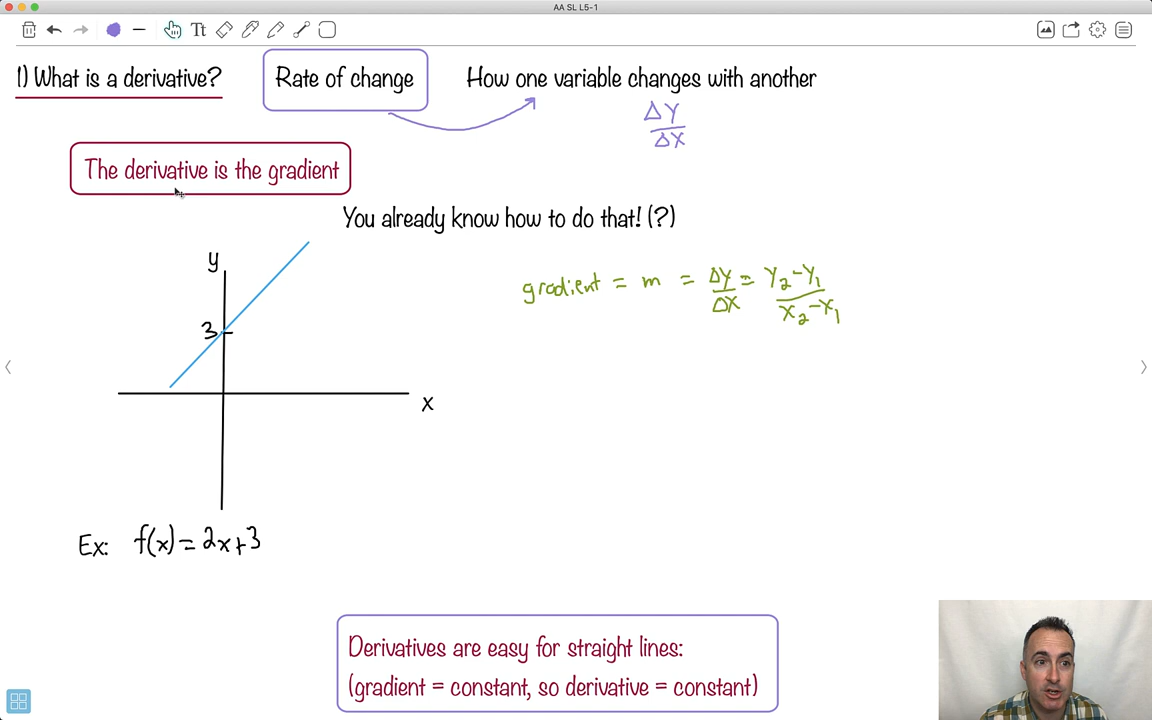 AA SL L5-1
Tt
1) What is a derivative?
Rate of change
How one variable changes with another
ΔY
ΔX
The derivative is the gradient
You already know how to do that! (?)
y
gradient = m = ΔY/ΔX = Y₂-Y₁/X₂-X₁
3
x
Ex: f(x) = 2x+3
Derivatives are easy for straight lines:
(gradient = constant, so derivative = constant)